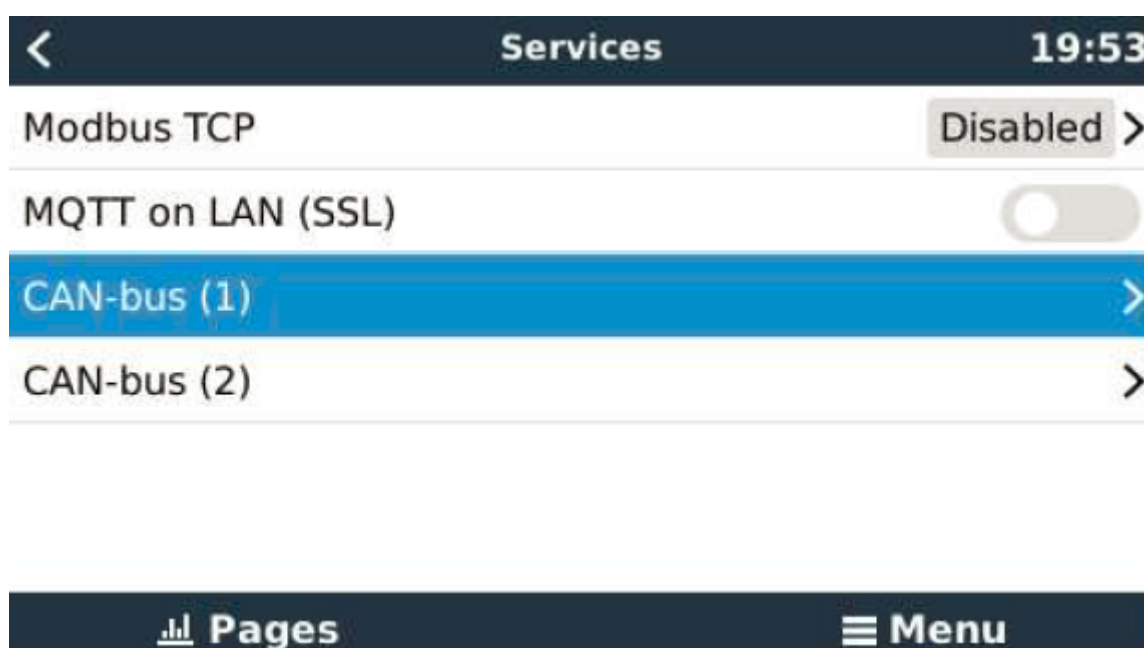 Services 19:53
Modbus TCP Disabled
MQTT on LAN (SSL)
CAN-bus (1)
CAN-bus (2)
Pages Menu